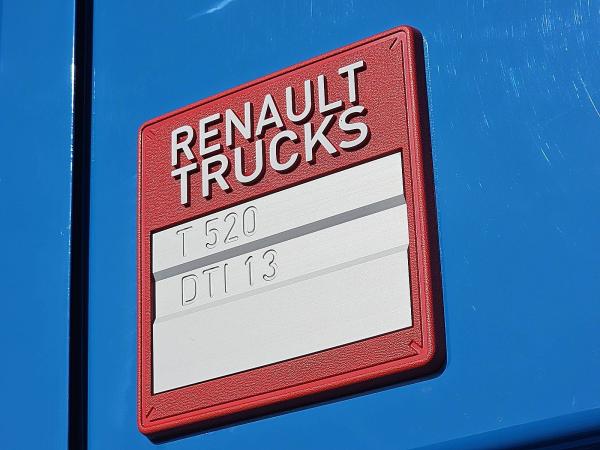 RENAULT
TRUCKS
T 520
DTI 13